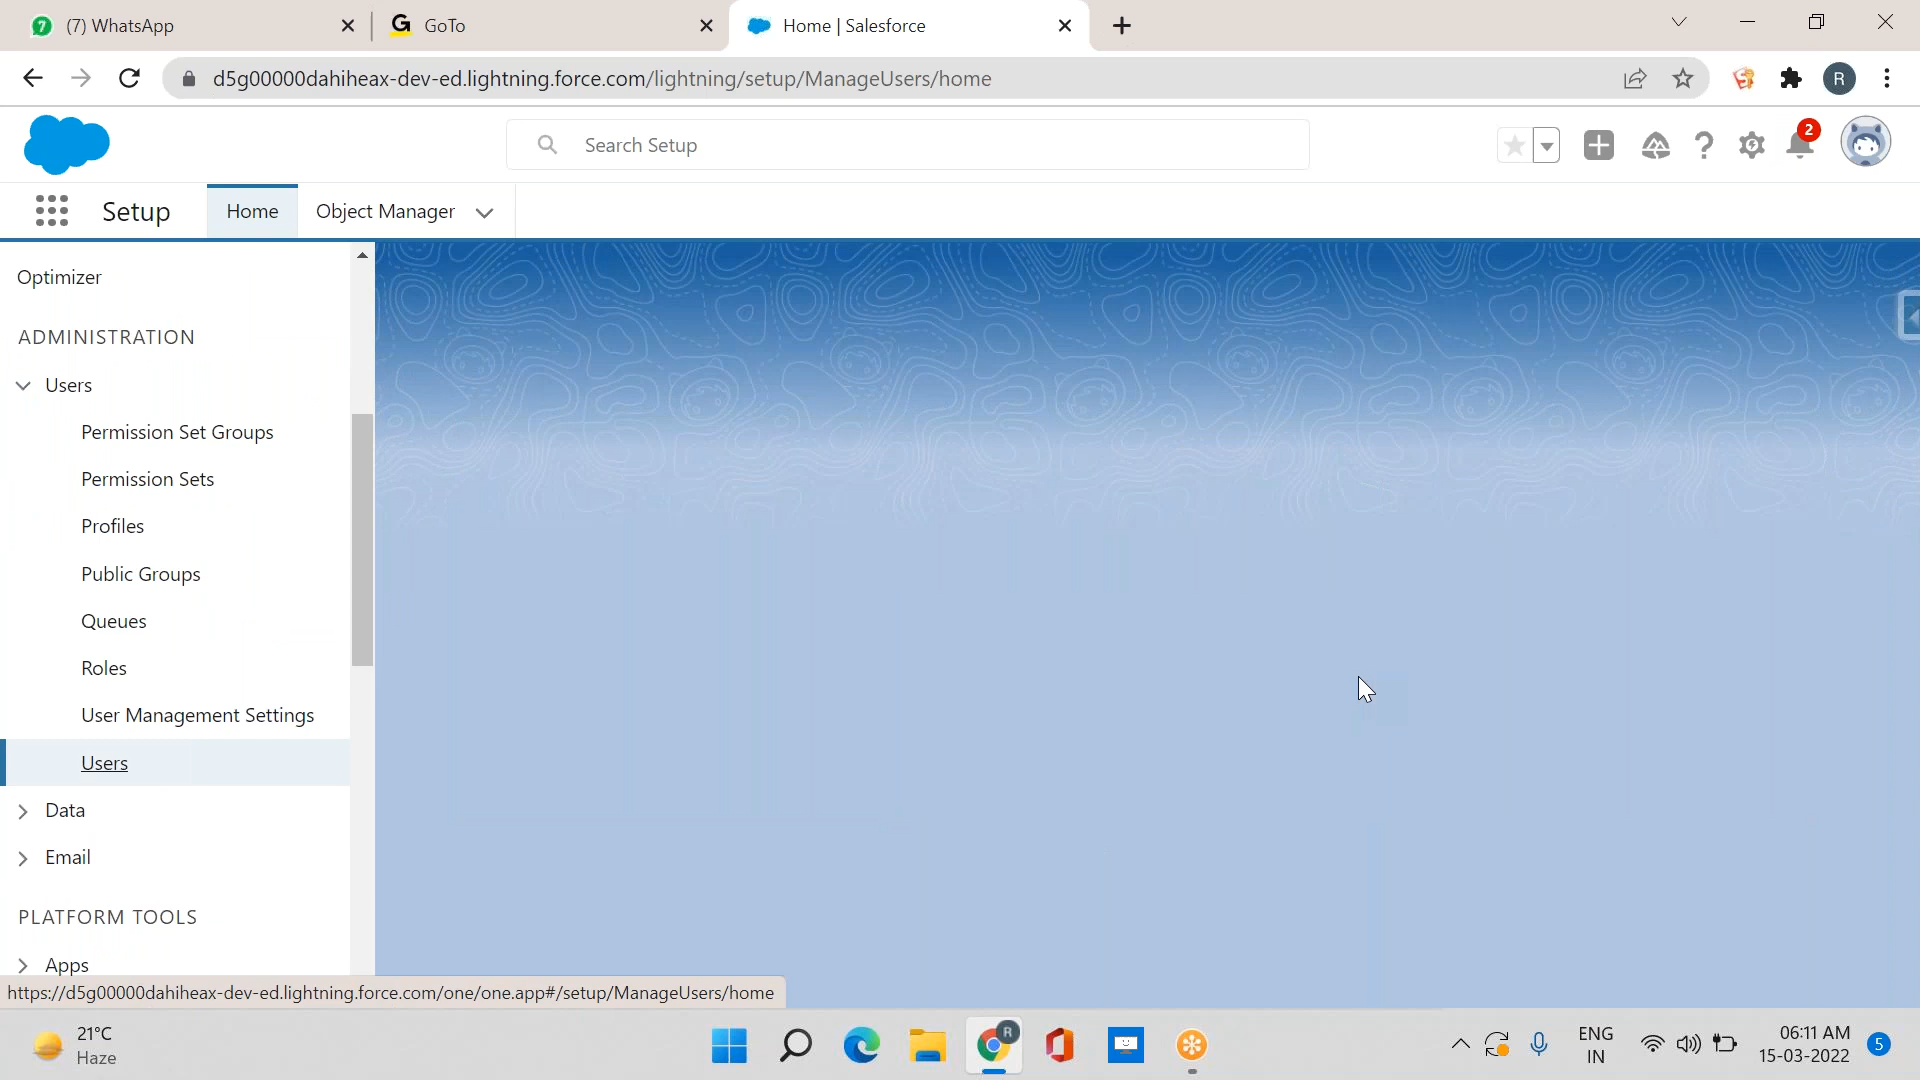 7
(7) WhatsApp
G
GoTo
Home | Salesforce
d5g00000dahiheax-dev-ed.lightning.force.com/lightning/setup/ManageUsers/home
R
Search Setup
2
Setup
Home
Object Manager
Optimizer
ADMINISTRATION
Users
Permission Set Groups
Permission Sets
Profiles
Public Groups
Queues
Roles
User Management Settings
Users
Data
Email
PLATFORM TOOLS
Apps
https://d5g00000dahiheax-dev-ed.lightning.force.com/one/one.app#/setup/ManageUsers/home
21°C
Haze
R
ENG
IN
06:11 AM
15-03-2022
5